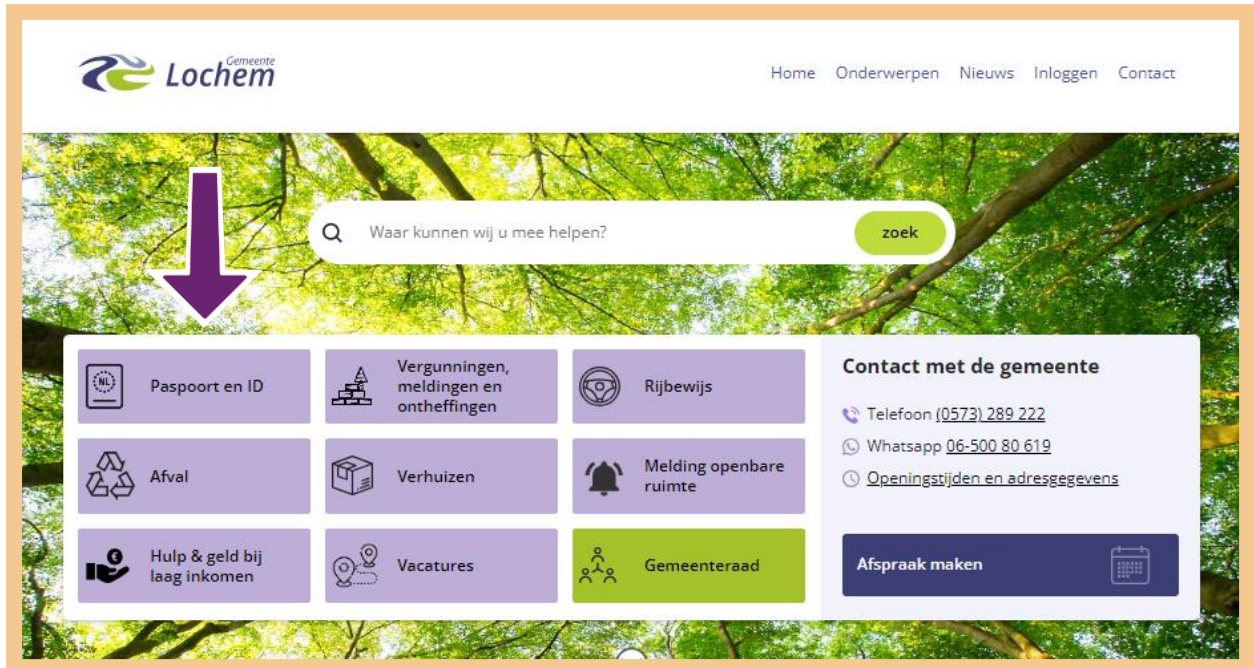 Gemeente
Lochem
Home Onderwerpen Nieuws Inloggen Contact
Waar kunnen wij u mee helpen?
zoek
NL
Paspoort en ID
Vergunningen,
meldingen en
ontheffingen
Rijbewijs
Afval
Verhuizen
Melding openbare
ruimte
Hulp & geld bij
laag inkomen
Vacatures
Gemeenteraad
Contact met de gemeente
Telefoon (0573) 289 222
Whatsapp 06-500 80 619
Openingstijden en adresgegevens
Afspraak maken